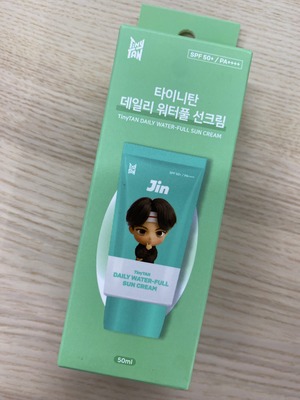 TinyTAN
SPF 50+ / PA++++
타이니탄
데일리 워터풀 선크림
TinyTAN DAILY WATER-FULL SUN CREAM
Jin
TinyTAN
DAILY WATER-FULL
SUN CREAM
50ml